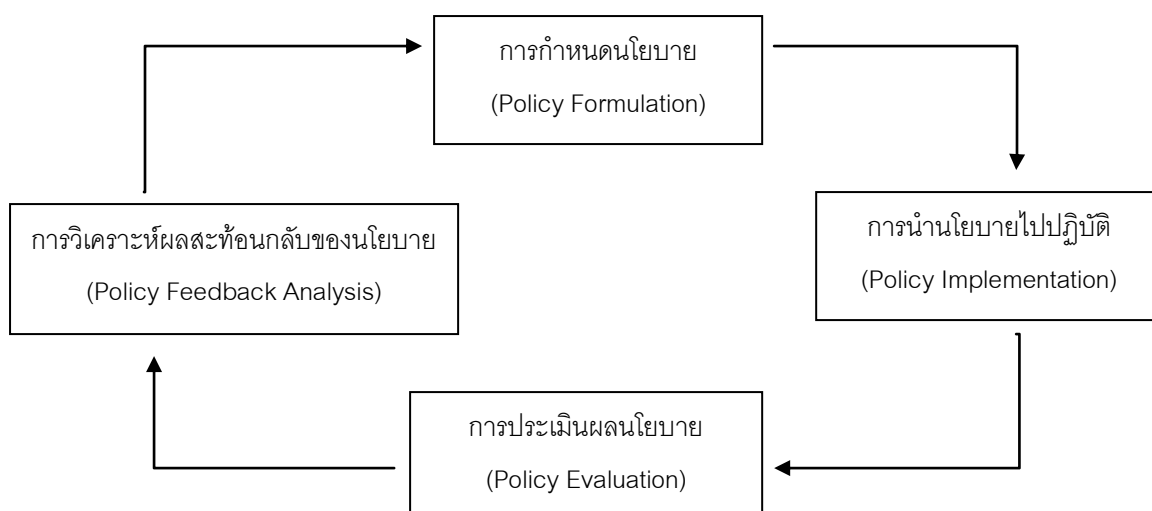 การกำหนดนโยบาย
(Policy Formulation)
การนำนโยบายไปปฏิบัติ
(Policy Implementation)
การประเมินผลนโยบาย
(Policy Evaluation)
การวิเคราะห์ผลสะท้อนกลับของนโยบาย
(Policy Feedback Analysis)